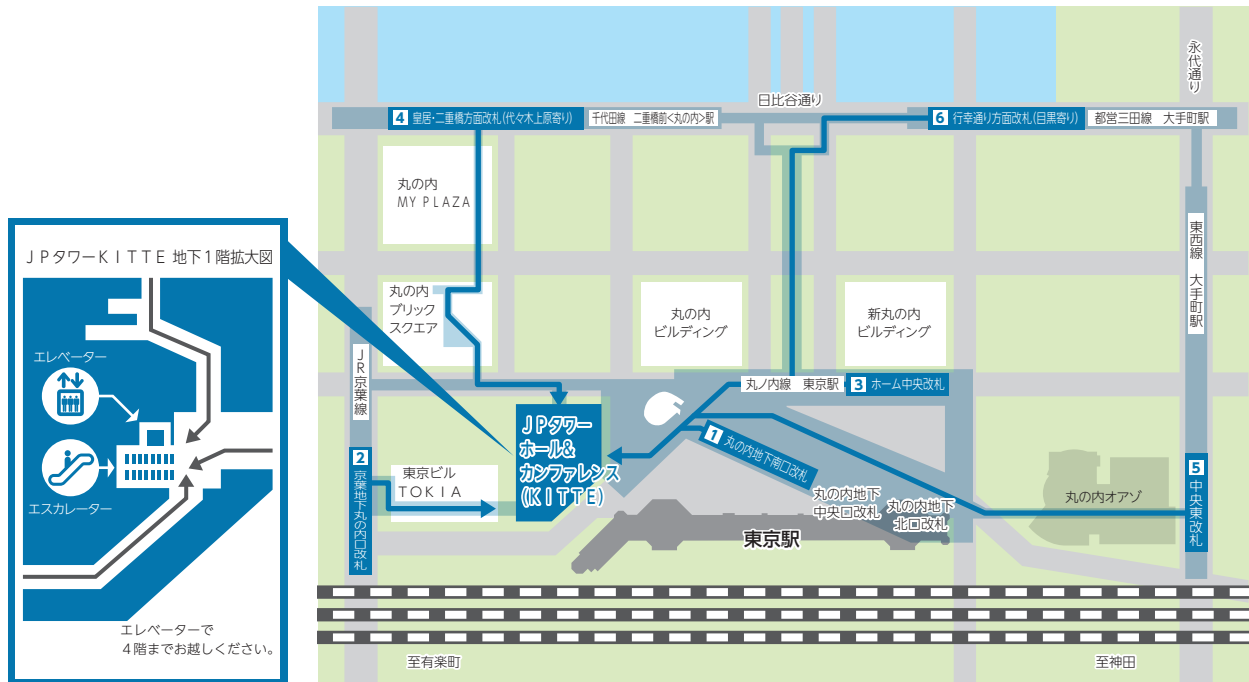 永代通り
日比谷通り
4 皇居・二重橋方面改札(代々木上原寄り)
千代田線 二重橋前<丸の内>駅
6 行幸通り方面改札(目黒寄り)
都営三田線 大手町駅
丸の内
MY PLAZA
東西線 大手町駅
JPタワーKITTE 地下1階拡大図
丸の内
ブリック
スクエア
丸の内
ビルディング
新丸の内
ビルディング
エレベーター
エスカレーター
エレベーターで
4階までお越しください。
JR京葉線
丸ノ内線 東京駅
3 ホーム中央改札
JPタワー
ホール&
カンファレンス
(KITTE)
1 丸の内地下南口改札
2 京葉地下丸の内口改札
東京ビル
TOKIA
丸の内地下
中央口改札
丸の内地下
北口改札
丸の内オアゾ
5 中央東改札
東京駅
至有楽町
至神田